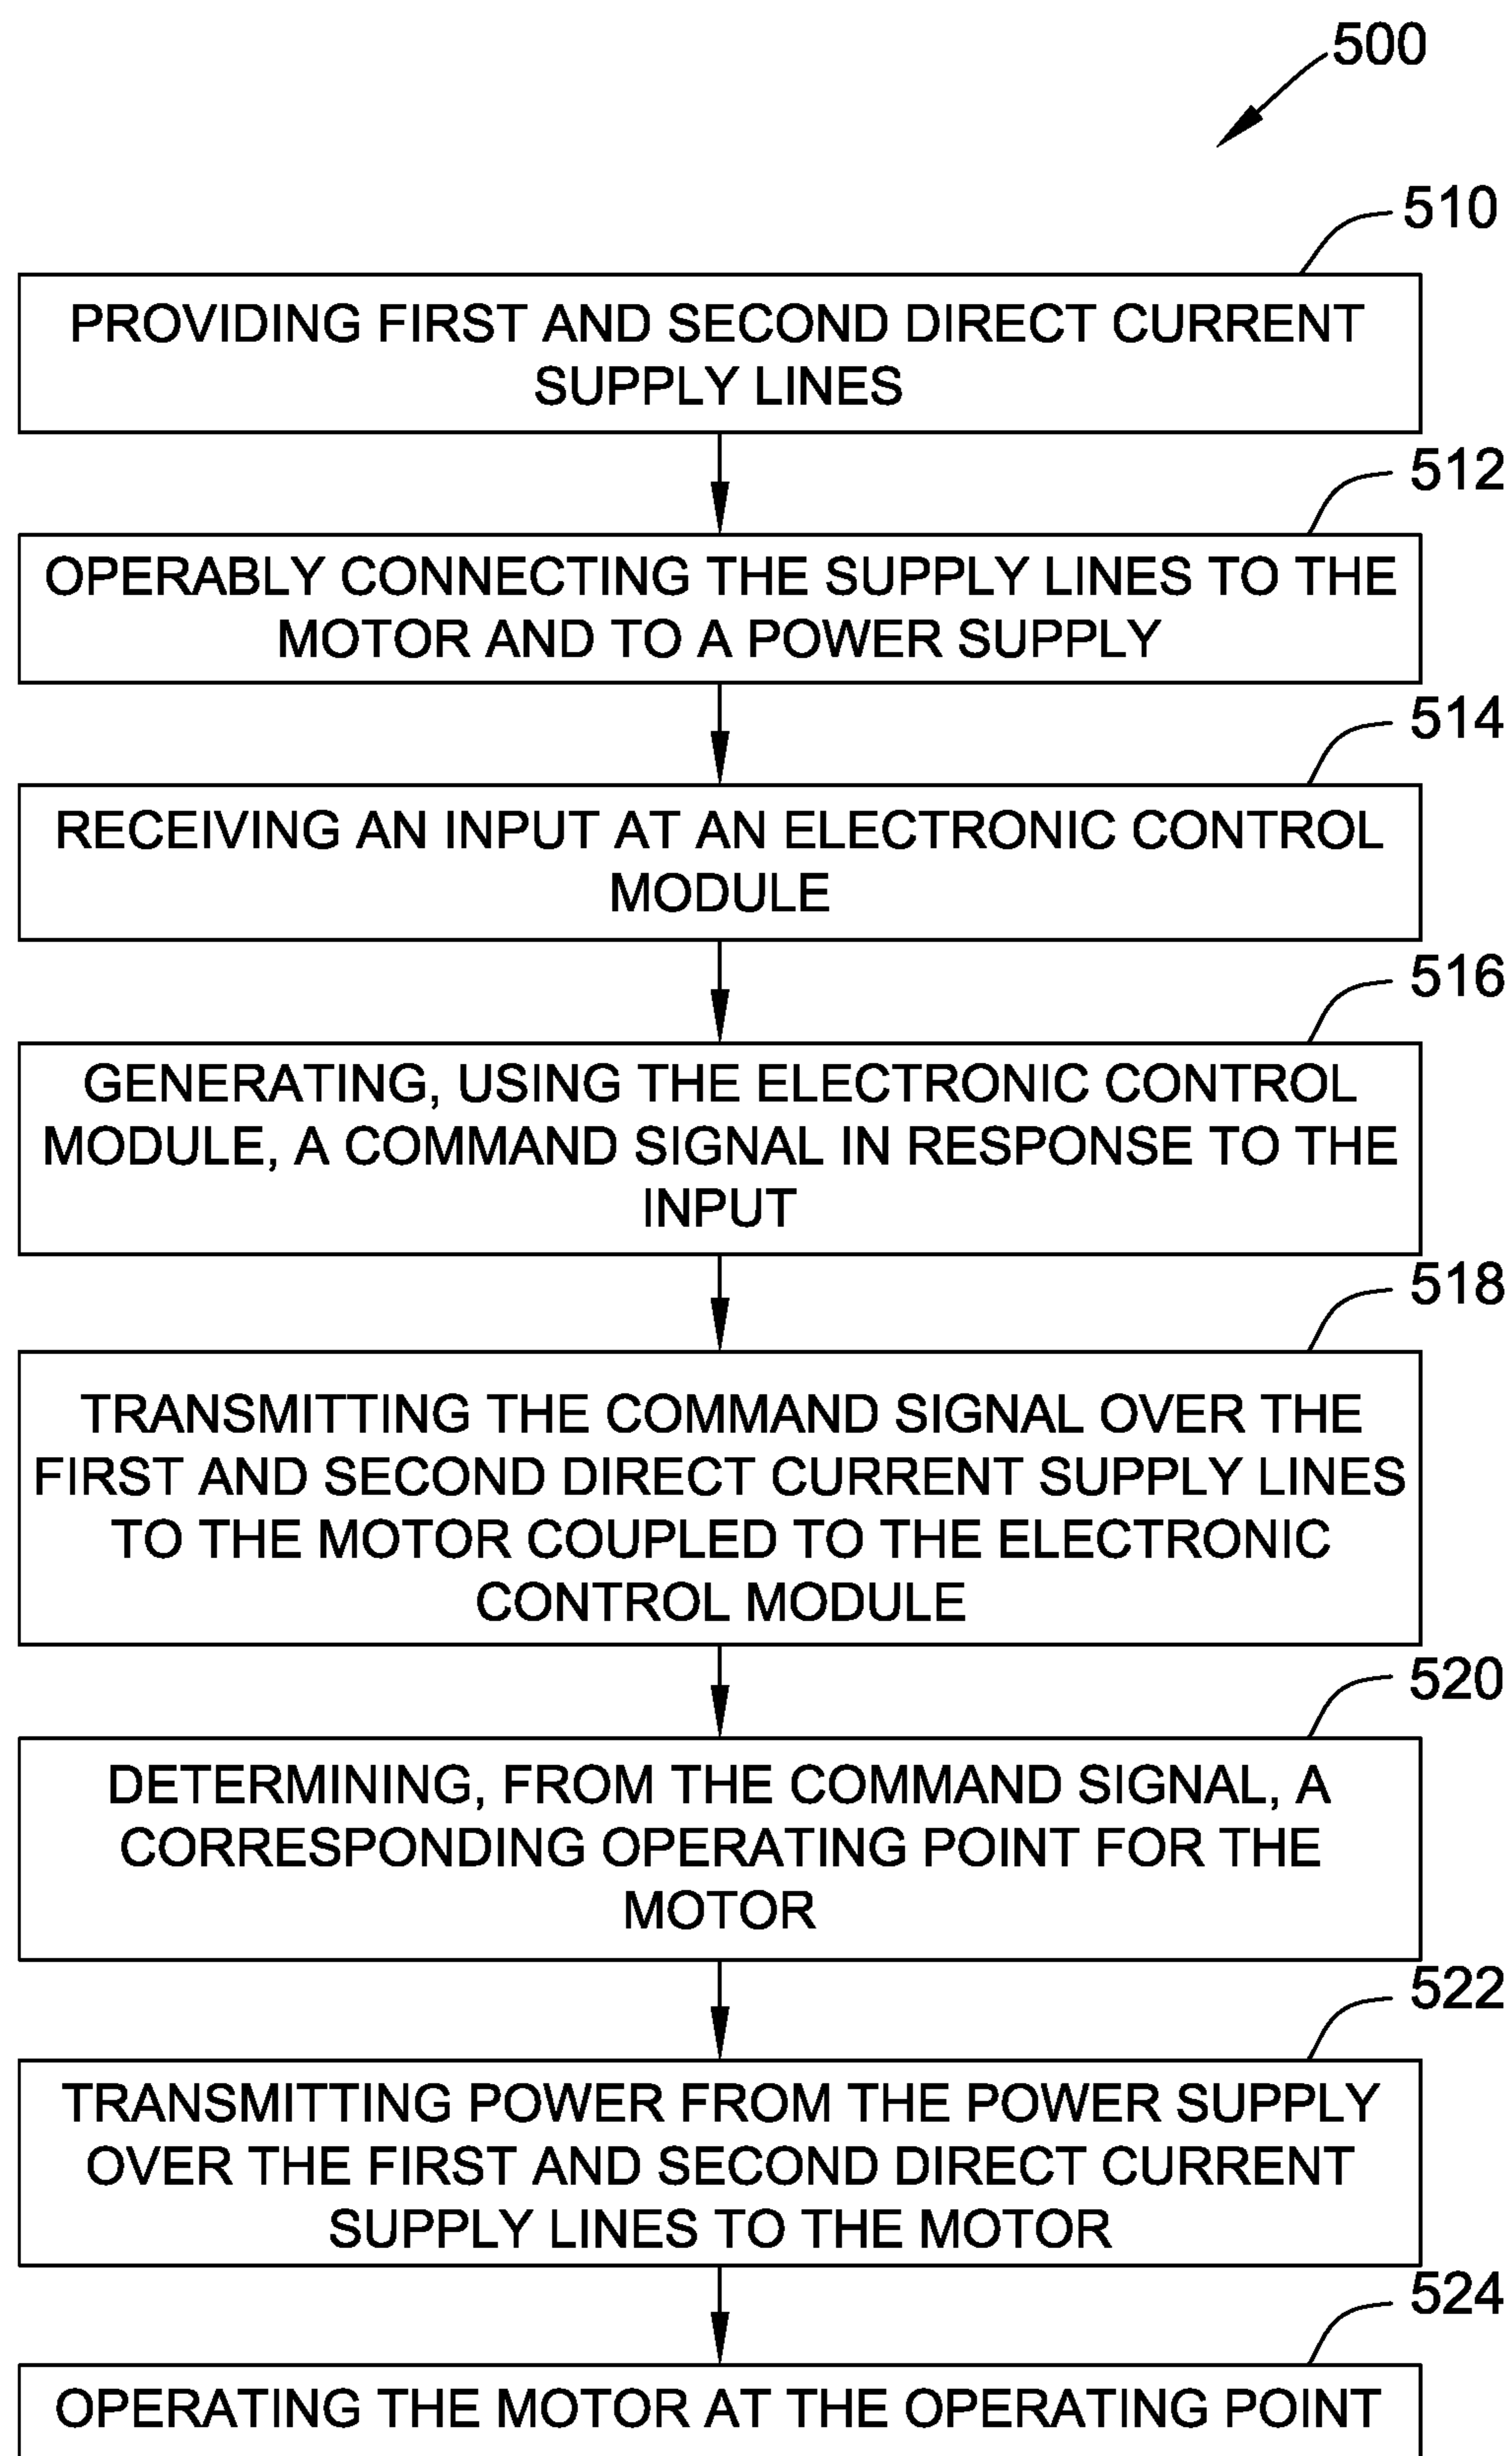 500
510
PROVIDING FIRST AND SECOND DIRECT CURRENT
SUPPLY LINES
512
OPERABLY CONNECTING THE SUPPLY LINES TO THE
MOTOR AND TO A POWER SUPPLY
514
RECEIVING AN INPUT AT AN ELECTRONIC CONTROL
MODULE
516
GENERATING, USING THE ELECTRONIC CONTROL
MODULE, A COMMAND SIGNAL IN RESPONSE TO THE
INPUT
518
TRANSMITTING THE COMMAND SIGNAL OVER THE
FIRST AND SECOND DIRECT CURRENT SUPPLY LINES
TO THE MOTOR COUPLED TO THE ELECTRONIC
CONTROL MODULE
520
DETERMINING, FROM THE COMMAND SIGNAL, A
CORRESPONDING OPERATING POINT FOR THE
MOTOR
522
TRANSMITTING POWER FROM THE POWER SUPPLY
OVER THE FIRST AND SECOND DIRECT CURRENT
SUPPLY LINES TO THE MOTOR
524
OPERATING THE MOTOR AT THE OPERATING POINT